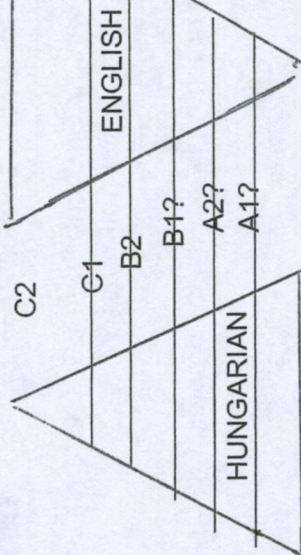 C2
C1
B2
B1?
A2?
A1?
HUNGARIAN
ENGLISH